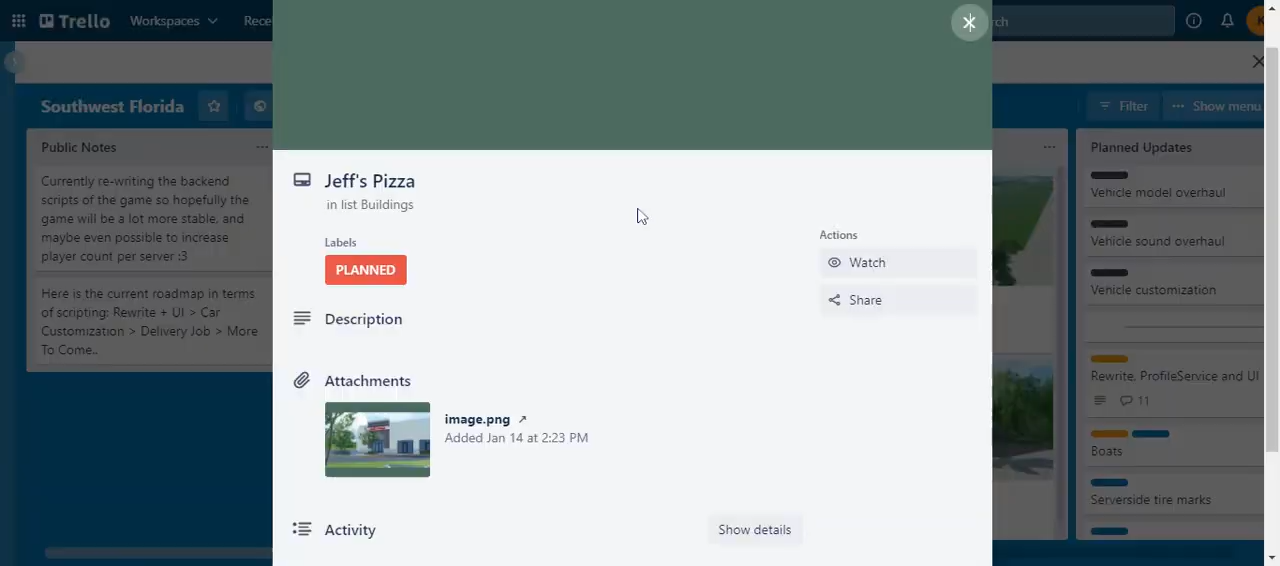 Trello
Workspaces
Rece
rch
K
Southwest Florida
Filter
Show menu
Public Notes
Currently re-writing the backend
scripts of the game so hopefully the
game will be a lot more stable, and
maybe even possible to increase
player count per server :3
Here is the current roadmap in terms
of scripting: Rewrite + UI > Car
Customization > Delivery Job > More
To Come..
Jeff's Pizza
in list Buildings
Labels
PLANNED
Description
Attachments
image.png
Added Jan 14 at 2:23 PM
Activity
Show details
Actions
Watch
Share
Planned Updates
Vehicle model overhaul
Vehicle sound overhaul
Vehicle customization
Rewrite, ProfileService and UI
11
Boats
Serverside tire marks